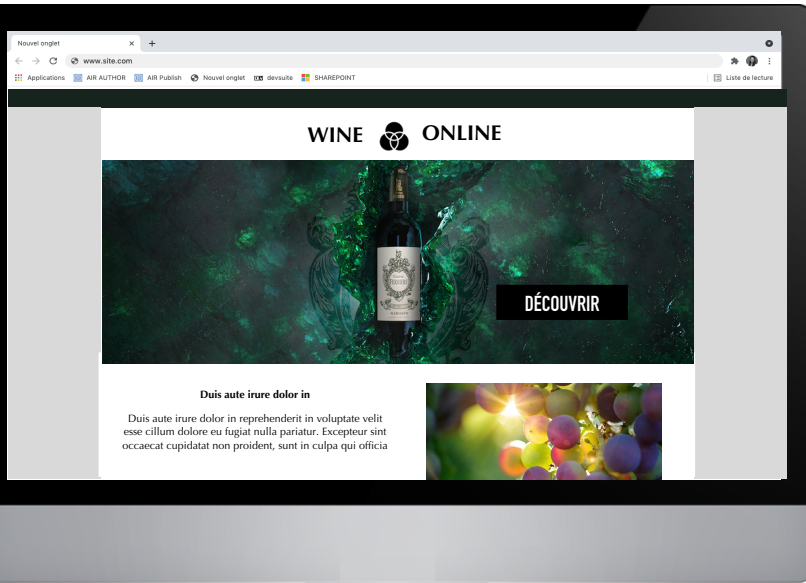 Nouvel onglet
www.site.com
Applications AIR AUTHOR AIR Publish Nouvel onglet devsuite SHAREPOINT Liste de lecture
WINE ONLINE
FERRIERE
MARGAUX
DÉCOUVRIR
Duis aute irure dolor in
Duis aute irure dolor in reprehenderit in voluptate velit
esse cillum dolore eu fugiat nulla pariatur. Excepteur sint
occaecat cupidatat non proident, sunt in culpa qui officia